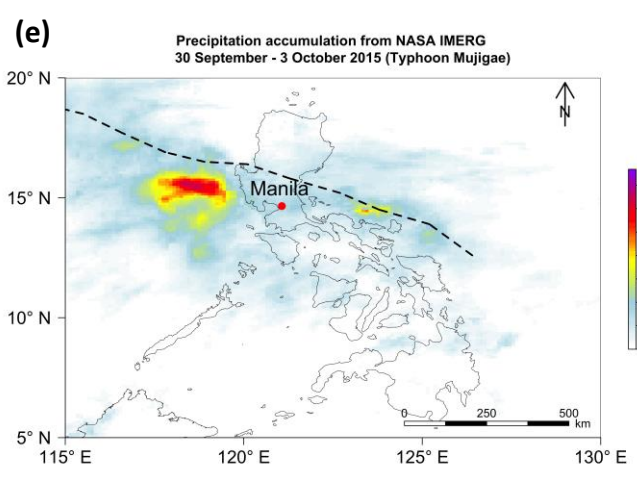 (e)
Precipitation accumulation from NASA IMERG
30 September - 3 October 2015 (Typhoon Mujigae)
20° N
N
15° N
Manila
10° N
0 250 500
km
5° N
115° E 120° E 125° E 130° E